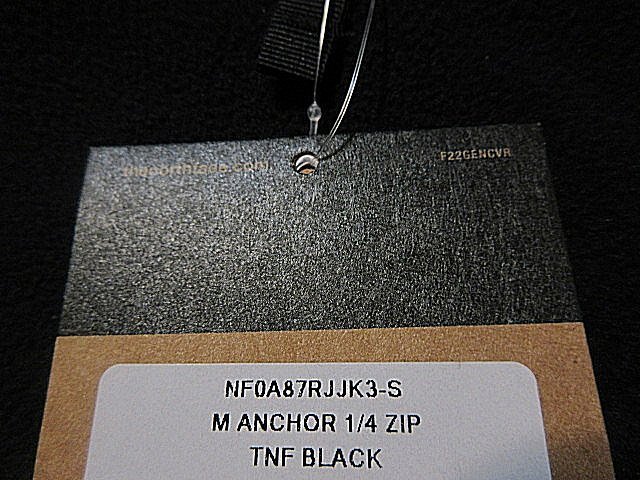 thenorthface.com
F22GENCVR
NF0A87RJJK3-S
M ANCHOR 1/4 ZIP
TNF BLACK